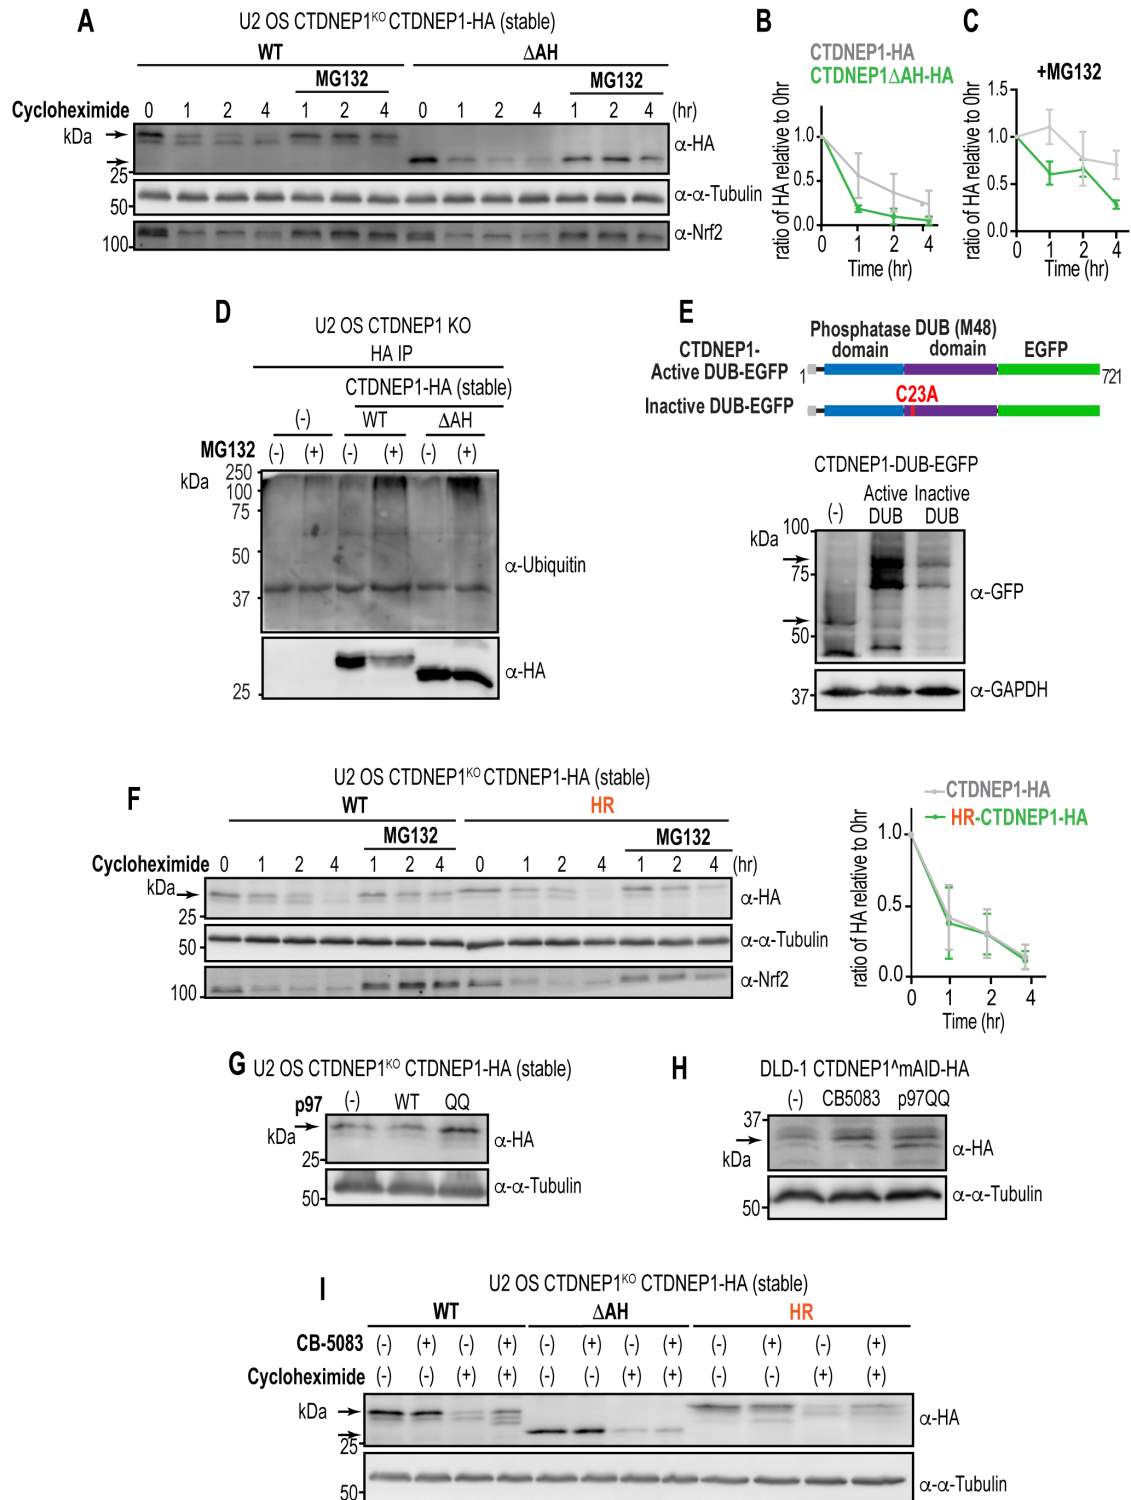 A
U2 OS CTDNEP1KO CTDNEP1-HA (stable)
WT ΔAH
MG132 MG132
Cycloheximide 0 1 2 4 1 2 4 0 1 2 4 1 2 4 (hr)
kDa
α-HA
25
α-α-Tubulin
50
α-Nrf2
100
B
CTDNEP1-HA
CTDNEP1ΔAH-HA
ratio of HA relative to 0hr
1.0
0.5
0.0
0 1 2 4
Time (hr)
C
+MG132
ratio of HA relative to 0hr
1.5
1.0
0.5
0.0
0 1 2 4
Time (hr)
D
U2 OS CTDNEP1 KO
HA IP
CTDNEP1-HA (stable)
(-) WT ΔAH
MG132 (-) (+) (-) (+) (-) (+)
kDa
250
100
75
50
37
α-Ubiquitin
α-HA
25
E
Phosphatase domain
DUB (M48) domain
EGFP
CTDNEP1-
Active DUB-EGFP 1 721
C23A
Inactive DUB-EGFP
CTDNEP1-DUB-EGFP
(-) Active DUB Inactive DUB
kDa
100
75
50
α-GFP
37
α-GAPDH
F
U2 OS CTDNEP1KO CTDNEP1-HA (stable)
WT HR
MG132 MG132
Cycloheximide 0 1 2 4 1 2 4 0 1 2 4 1 2 4 (hr)
kDa
α-HA
25
α-α-Tubulin
50
α-Nrf2
100
CTDNEP1-HA
HR-CTDNEP1-HA
ratio of HA relative to 0hr
1.0
0.5
0.0
0 1 2 4
Time (hr)
G
U2 OS CTDNEP1KO CTDNEP1-HA (stable)
p97 (-) WT QQ
kDa
α-HA
25
α-α-Tubulin
50
H
DLD-1 CTDNEP1^mAID-HA
(-) CB5083 p97QQ
37
kDa
α-HA
α-α-Tubulin
50
I
U2 OS CTDNEP1KO CTDNEP1-HA (stable)
WT ΔAH HR
CB-5083 (-) (+) (-) (+) (-) (+) (-) (+) (-) (+) (-) (+)
Cycloheximide (-) (-) (+) (+) (-) (-) (+) (+) (-) (-) (+) (+)
kDa
α-HA
25
α-α-Tubulin
50